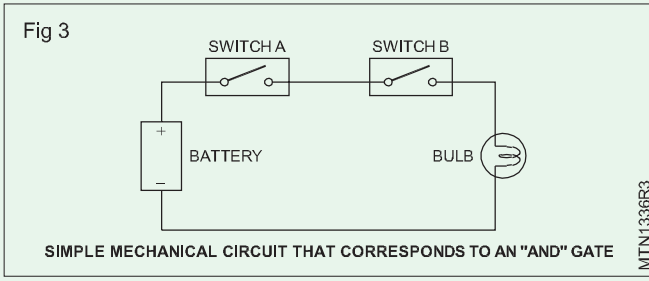 Fig 3
SWITCH A
SWITCH B
+
BATTERY
–
BULB
SIMPLE MECHANICAL CIRCUIT THAT CORRESPONDS TO AN "AND" GATE
MTN1336R3